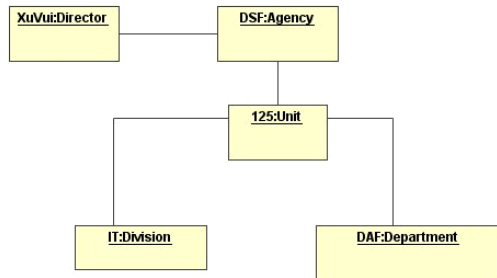 XuVui:Director
DSF:Agency
125:Unit
IT:Division
DAF:Department